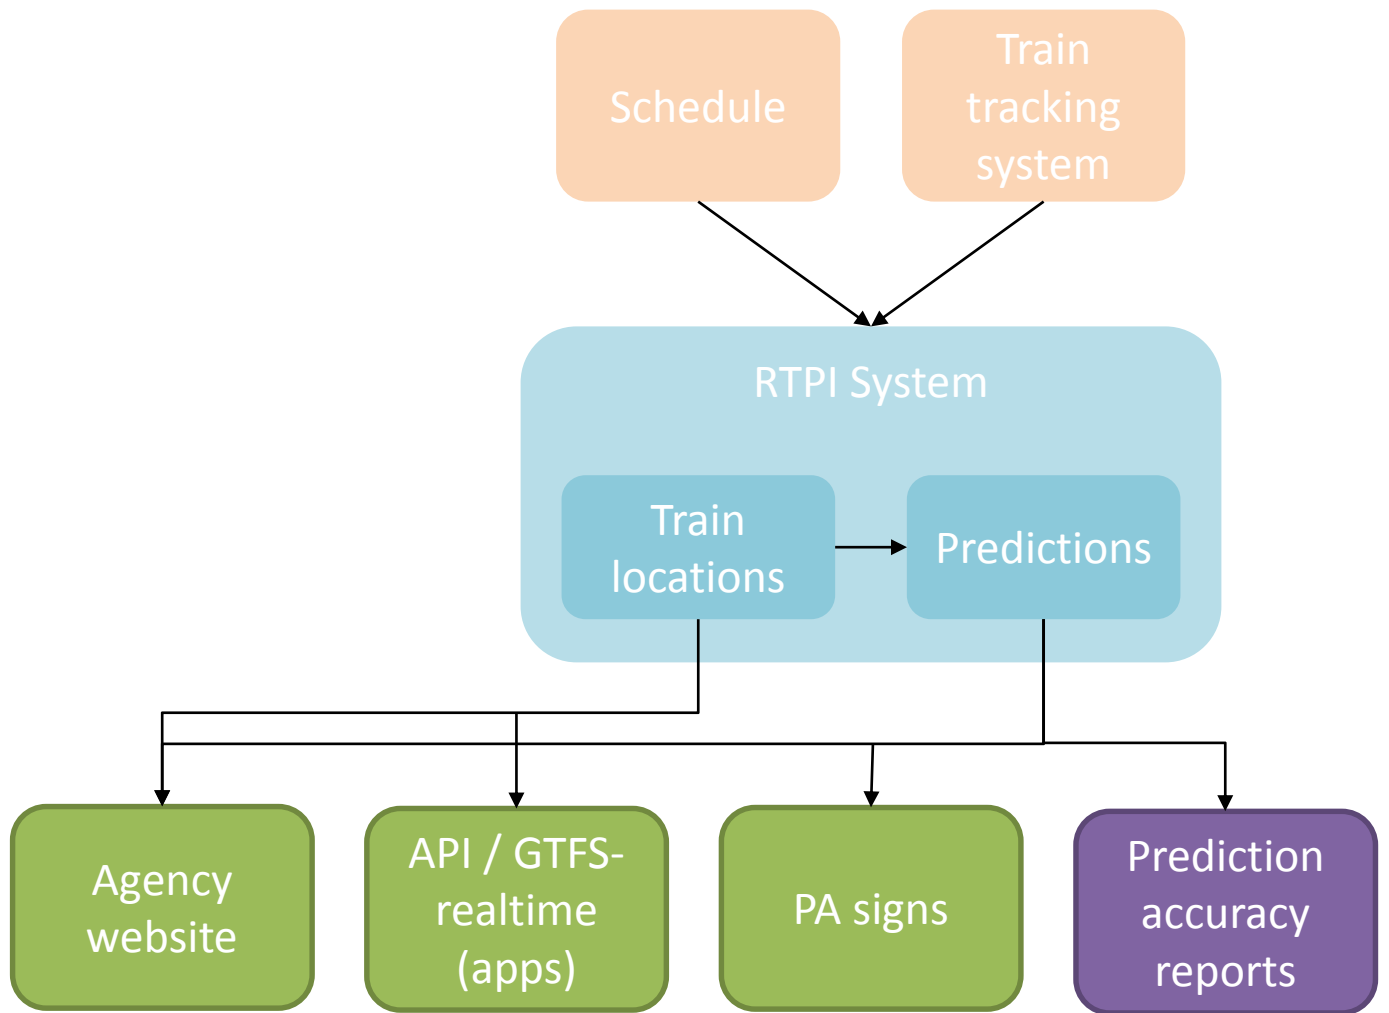 Schedule
Train
tracking
system
RTPI System
Train
locations
Predictions
Agency
website
API / GTFS-
realtime
(apps)
PA signs
Prediction
accuracy
reports